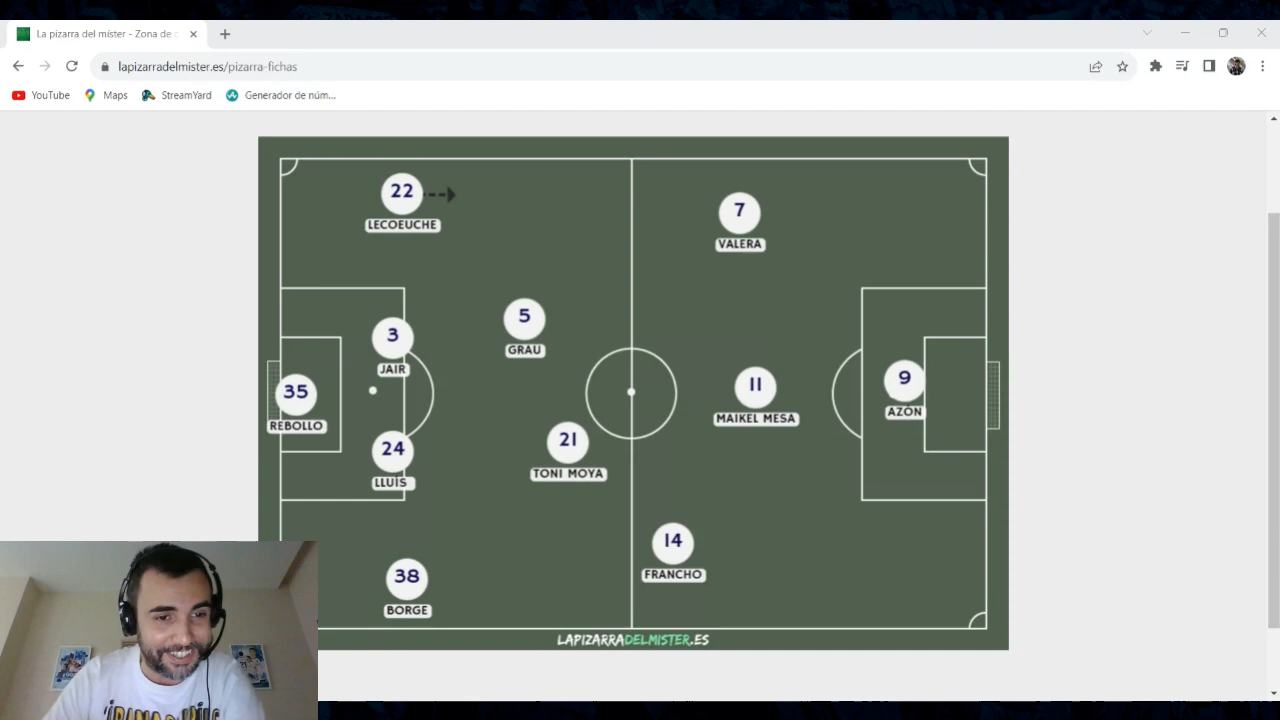 La pizarra del míster - Zona de
lapizarradelmister.es/pizarra-fichas
YouTube
Maps
StreamYard
Generador de núm...
22
LECOEUCHE
7
VALERA
5
GRAU
3
JAIR
35
REBOLLO
11
MAIKEL MESA
9
AZÓN
24
LLUÍS
21
TONI MOYA
14
FRANCHO
38
BORGE
LAPIZARRADELMISTER.ES